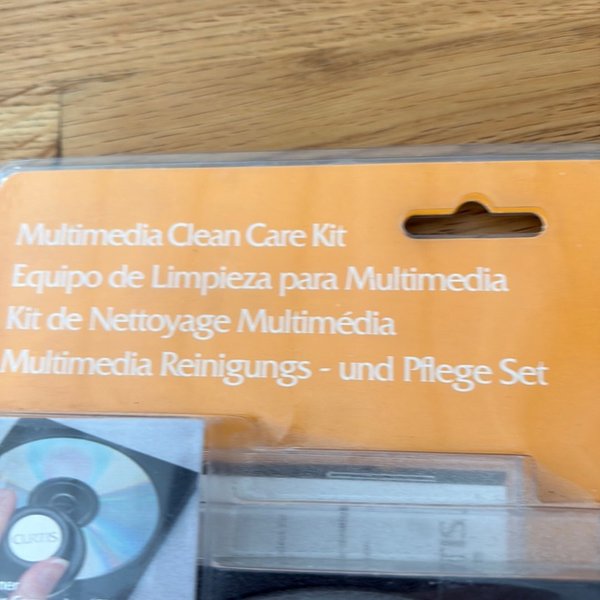 Multimedia Clean Care Kit
Equipo de Limpieza para Multimedia
Kit de Nettoyage Multimédia
Multimedia Reinigungs - und Pflege Set
CURTIS